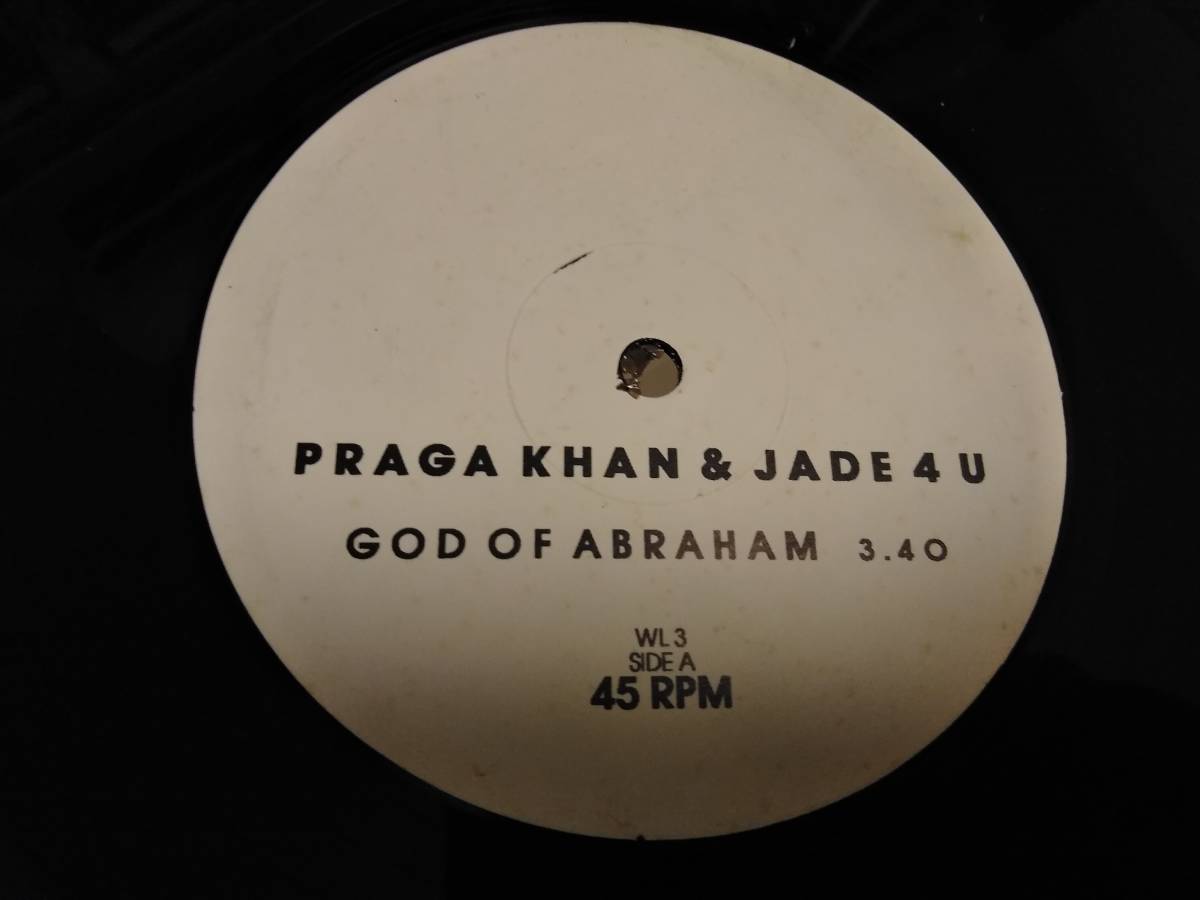 PRAGA KHAN & JADE 4 U
GOD OF ABRAHAM 3.40
WL 3
SIDE A
45 RPM